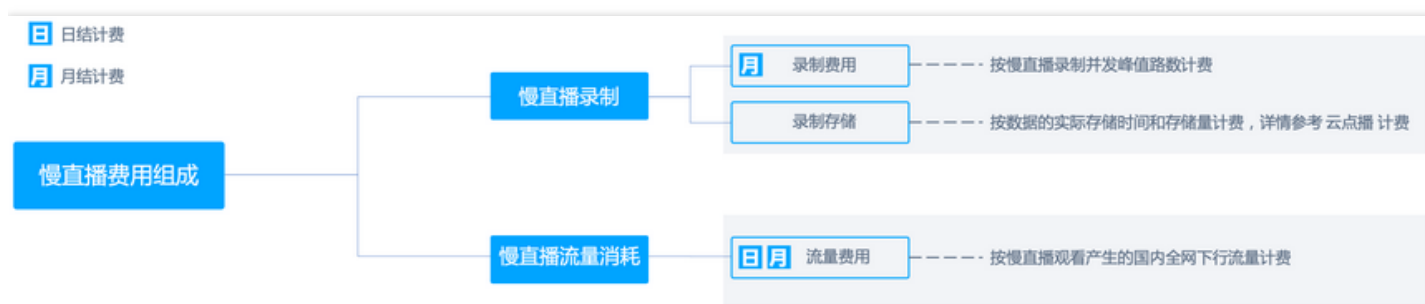 日 日结计费
月 月结计费
慢直播费用组成
慢直播录制
月 录制费用
按慢直播录制并发峰值路数计费
录制存储
按数据的实际存储时间和存储量计费，详情参考 云点播 计费
慢直播流量消耗
日 月 流量费用
按慢直播观看产生的国内全网下行流量计费